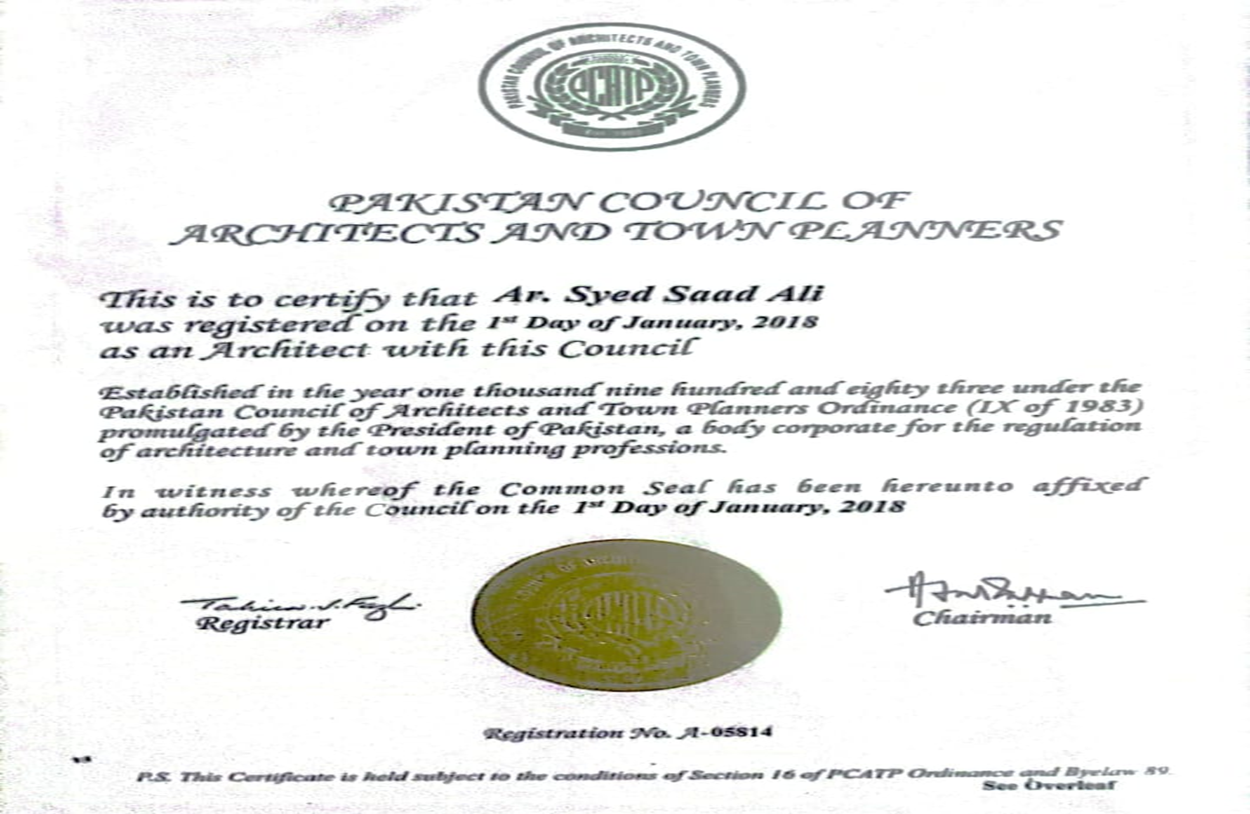 PAKISTAN COUNCIL OF ARCHITECTS AND TOWN PLANNERS
PCATP
PAKISTAN COUNCIL OF
ARCHITECTS AND TOWN PLANNERS
This is to certify that Ar. Syed Saad Ali
was registered on the 1st Day of January, 2018
as an Architect with this Council
Established in the year one thousand nine hundred and eighty three under the
Pakistan Council of Architects and Town Planners Ordinance (IX of 1983)
promulgated by the President of Pakistan, a body corporate for the regulation
of architecture and town planning professions.
In witness whereof the Common Seal has been hereunto affixed
by authority of the Council on the 1st Day of January, 2018
Registrar
Chairman
Registration No. A-05814
P.S. This Certificate is held subject to the conditions of Section 16 of PCATP Ordinance and Byelaw 89.
See Overleaf